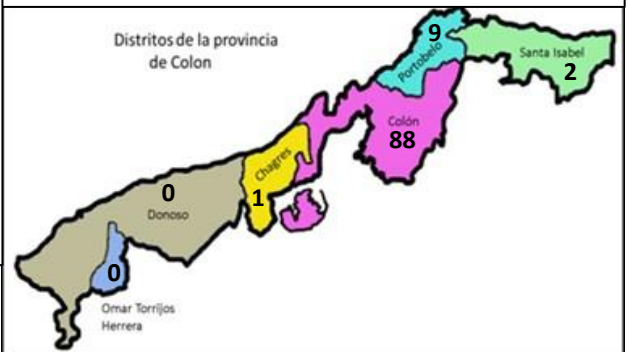 Distritos de la provincia
de Colon
9
Portobelo
Santa Isabel
2
Colón
88
Chagres
1
0
Donoso
0
Omar Torrijos
Herrera